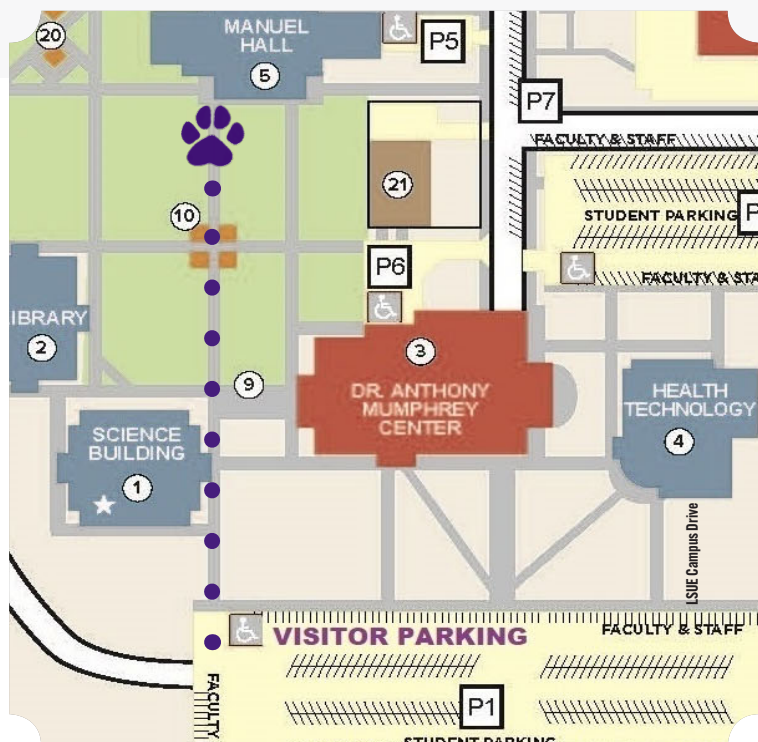 20
MANUEL
HALL
5
P5
P7
FACULTY & STAFF
21
10
STUDENT PARKING
P
P6
FACULTY & STA
IBRARY
2
3
9
DR. ANTHONY
MUMPHREY
CENTER
HEALTH
TECHNOLOGY
4
SCIENCE
BUILDING
1
LSUE Campus Drive
VISITOR PARKING
FACULTY & STAFF
FACULTY
P1
STUDENT PARKING